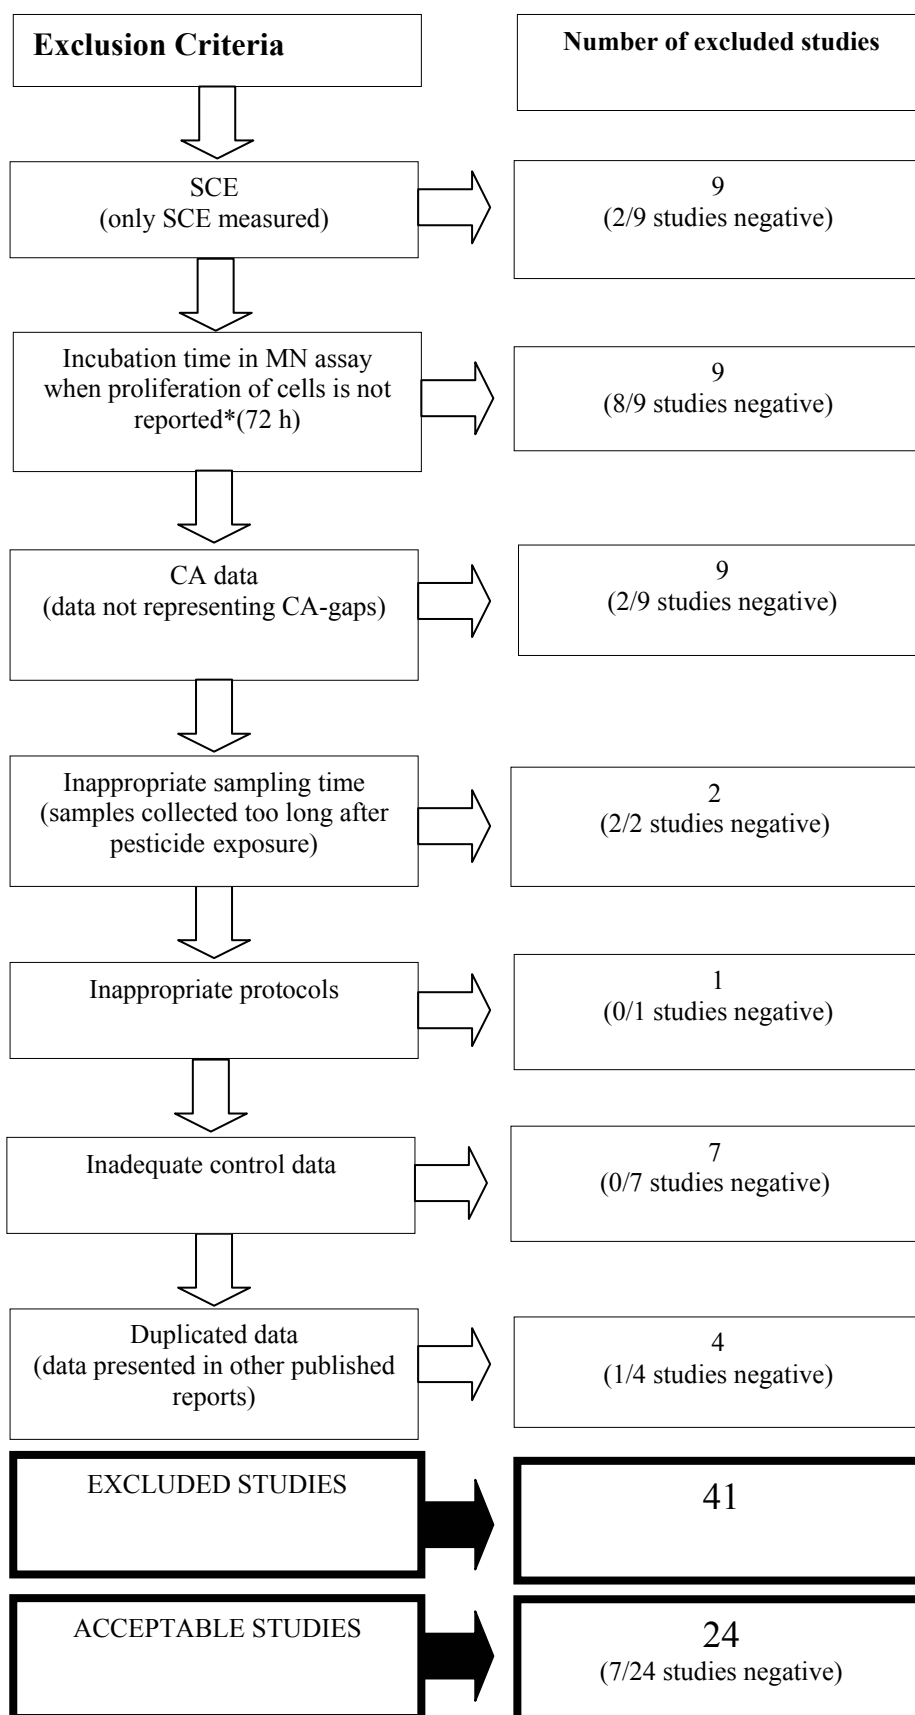 Exclusion Criteria
Number of excluded studies
SCE
(only SCE measured)
9
(2/9 studies negative)
Incubation time in MN assay
when proliferation of cells is not
reported*(72 h)
9
(8/9 studies negative)
CA data
(data not representing CA-gaps)
9
(2/9 studies negative)
Inappropriate sampling time
(samples collected too long after
pesticide exposure)
2
(2/2 studies negative)
Inappropriate protocols
1
(0/1 studies negative)
Inadequate control data
7
(0/7 studies negative)
Duplicated data
(data presented in other published
reports)
4
(1/4 studies negative)
EXCLUDED STUDIES
41
ACCEPTABLE STUDIES
24
(7/24 studies negative)